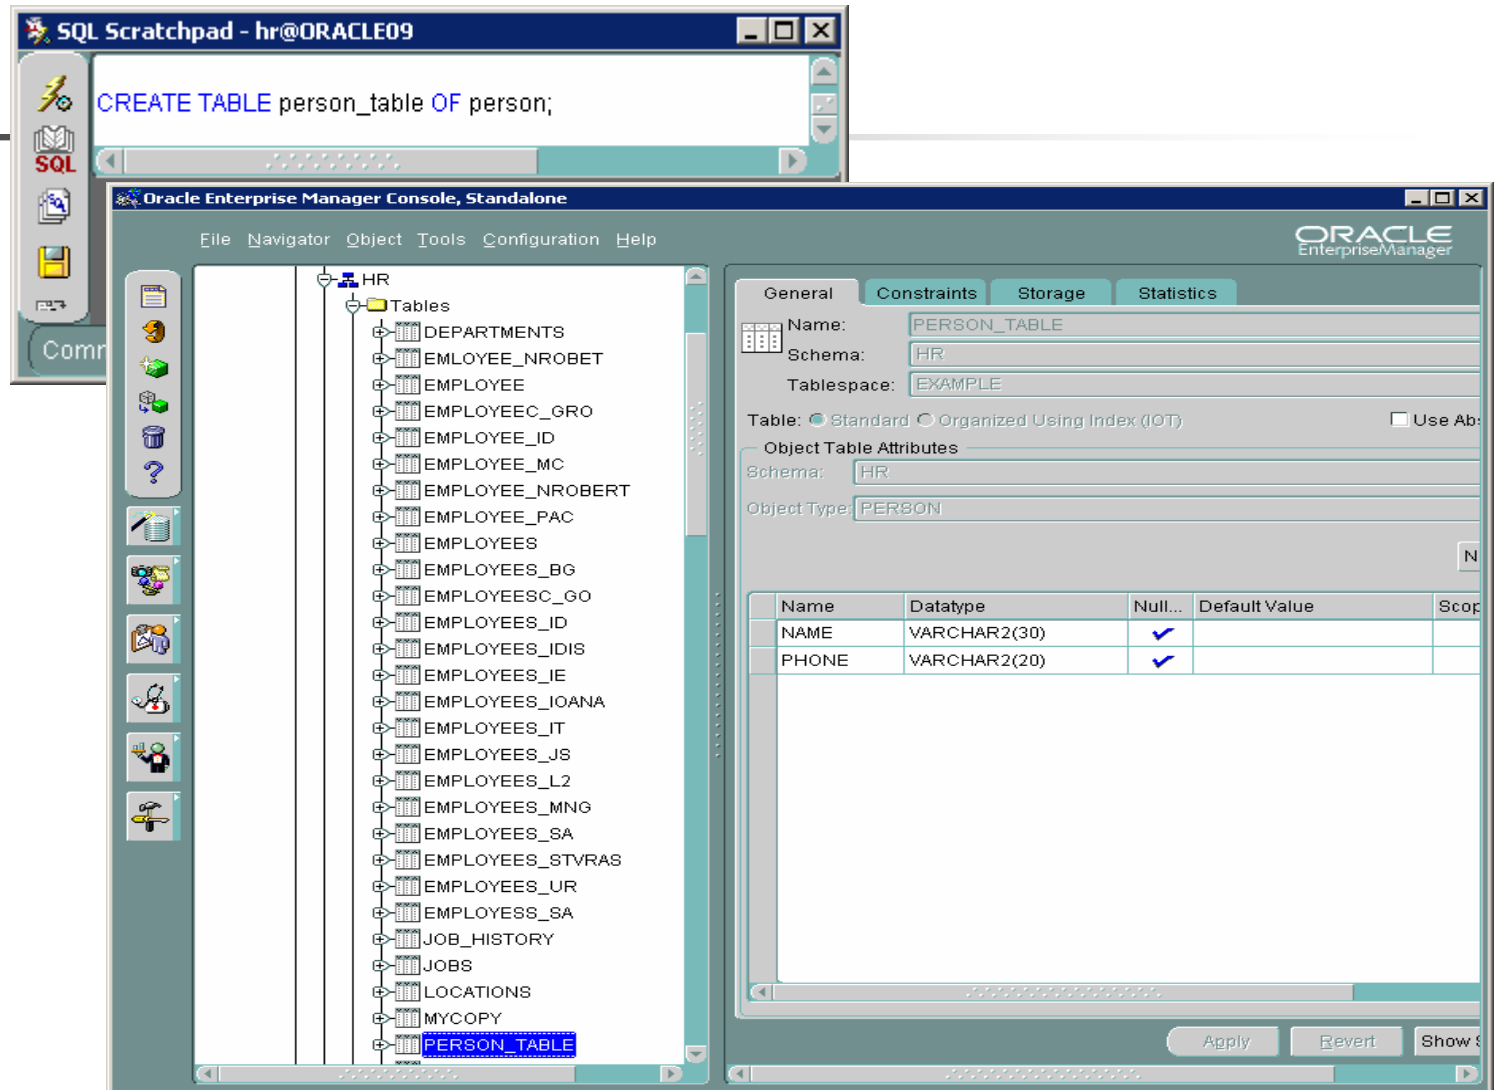 SQL Scratchpad - hr@ORACLE09
CREATE TABLE person_table OF person;
SQL
SQL
Comm
Oracle Enterprise Manager Console, Standalone
File Navigator Object Tools Configuration Help
ORACLE
EnterpriseManager
HR
Tables
DEPARTMENTS
EMLOYEE_NROBET
EMPLOYEE
EMPLOYEEC_GRO
EMPLOYEE_ID
EMPLOYEE_MC
EMPLOYEE_NROBERT
EMPLOYEE_PAC
EMPLOYEES
EMPLOYEES_BG
EMPLOYEESC_GO
EMPLOYEES_ID
EMPLOYEES_IDIS
EMPLOYEES_IE
EMPLOYEES_IOANA
EMPLOYEES_IT
EMPLOYEES_JS
EMPLOYEES_L2
EMPLOYEES_MNG
EMPLOYEES_SA
EMPLOYEES_STVRAS
EMPLOYEES_UR
EMPLOYESS_SA
JOB_HISTORY
JOBS
LOCATIONS
MYCOPY
PERSON_TABLE
General Constraints Storage Statistics
Name: PERSON_TABLE
Schema: HR
Tablespace: EXAMPLE
Table: Standard Organized Using Index (IOT) Use Abs
Object Table Attributes
Schema: HR
Object Type: PERSON
N
Name Datatype Null... Default Value Scop
NAME VARCHAR2(30)
PHONE VARCHAR2(20)
Apply Revert Show S